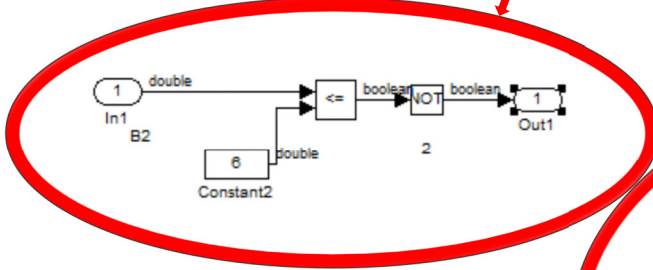 1
double
In1
B2
6
double
Constant2
<=
boolean
NOT
boolean
2
1
Out1